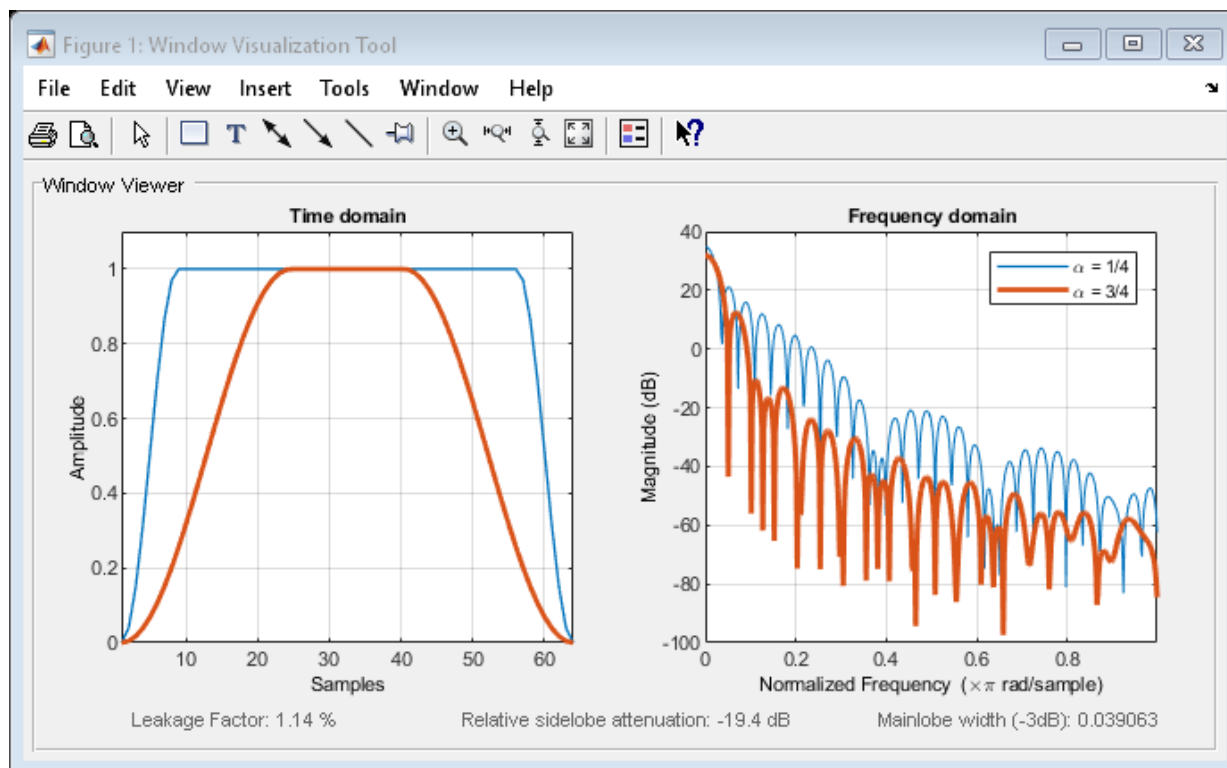 Figure 1: Window Visualization Tool
File Edit View Insert Tools Window Help
T
?
Window Viewer
Time domain
1
0.8
0.6
0.4
0.2
0
Amplitude
10 20 30 40 50 60
Samples
Frequency domain
40
20
0
-20
-40
-60
-80
-100
Magnitude (dB)
α = 1/4
α = 3/4
0 0.2 0.4 0.6 0.8
Normalized Frequency (×π rad/sample)
Leakage Factor: 1.14 % Relative sidelobe attenuation: -19.4 dB Mainlobe width (-3dB): 0.039063